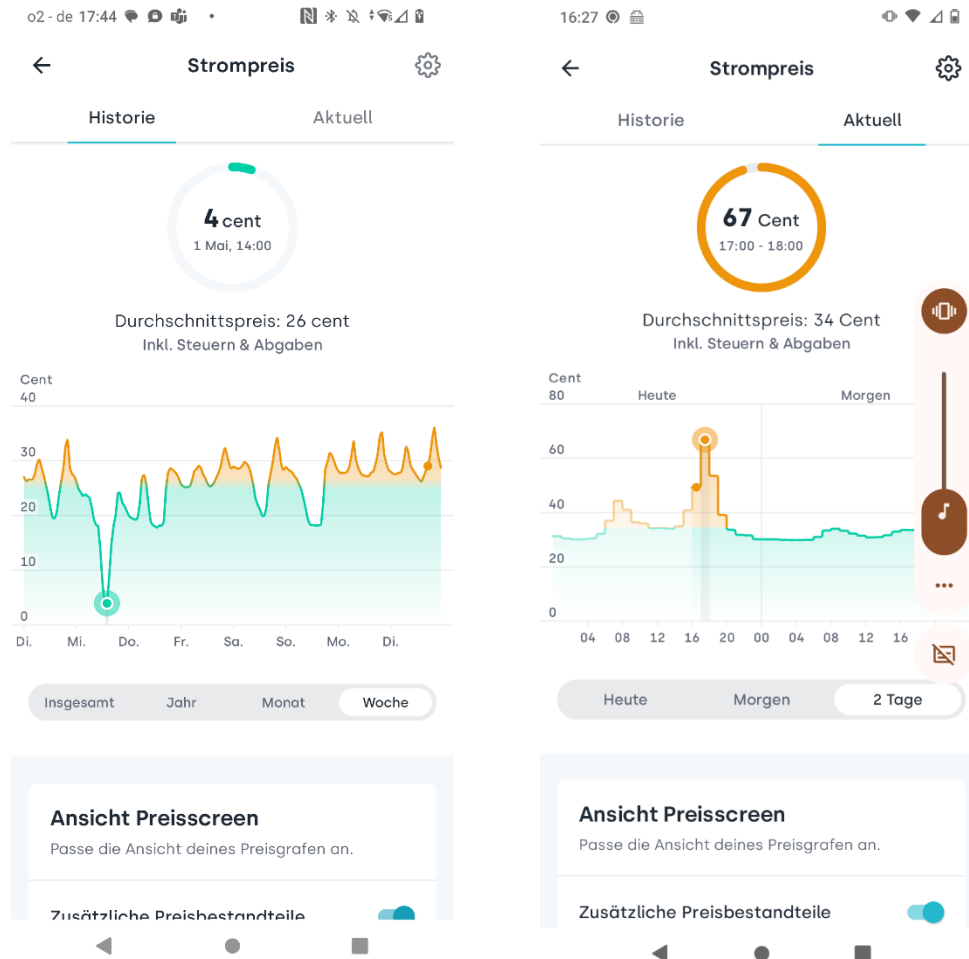 o2 - de 17:44
Strompreis
Historie Aktuell
4 cent
1 Mai, 14:00
Durchschnittspreis: 26 cent
Inkl. Steuern & Abgaben
Cent
40
30
20
10
0
Di. Mi. Do. Fr. Sa. So. Mo. Di.
Insgesamt Jahr Monat Woche
Ansicht Preisscreen
Passe die Ansicht deines Preisgrafen an.
Zusätzliche Preisbestandteile
16:27
Strompreis
Historie Aktuell
67 Cent
17:00 - 18:00
Durchschnittspreis: 34 Cent
Inkl. Steuern & Abgaben
Cent
80 Heute Morgen
60
40
20
0
04 08 12 16 20 00 04 08 12 16
Heute Morgen 2 Tage
Ansicht Preisscreen
Passe die Ansicht deines Preisgrafen an.
Zusätzliche Preisbestandteile